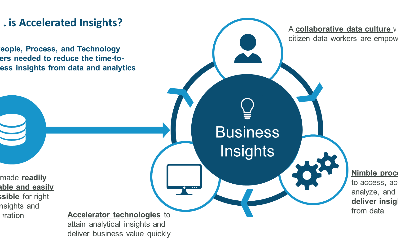 . is Accelerated Insights?
eople, Process, and Technology
ers needed to reduce the time-to-
ess insights from data and analytics
A collaborative data culture
citizen data workers are empow
Business
Insights
made readily
able and easily
ssible for right
nsights and
Accelerator technologies to
attain analytical insights and
deliver business value quickly
Nimble proc
to access, ac
analyze, and
deliver insig
from data